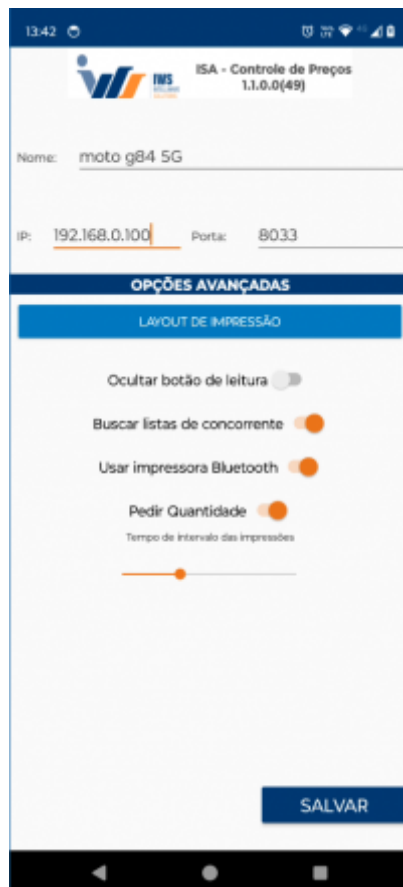 13:42
iws IWS ISA - Controle de Preços
1.1.0.0(49)
Nome: moto g84 5G
IP: 192.168.0.100 Porta: 8033
OPÇÕES AVANÇADAS
LAYOUT DE IMPRESSÃO
Ocultar botão de leitura
Buscar listas de concorrente
Usar impressora Bluetooth
Pedir Quantidade
Tempo de intervalo das impressões
SALVAR